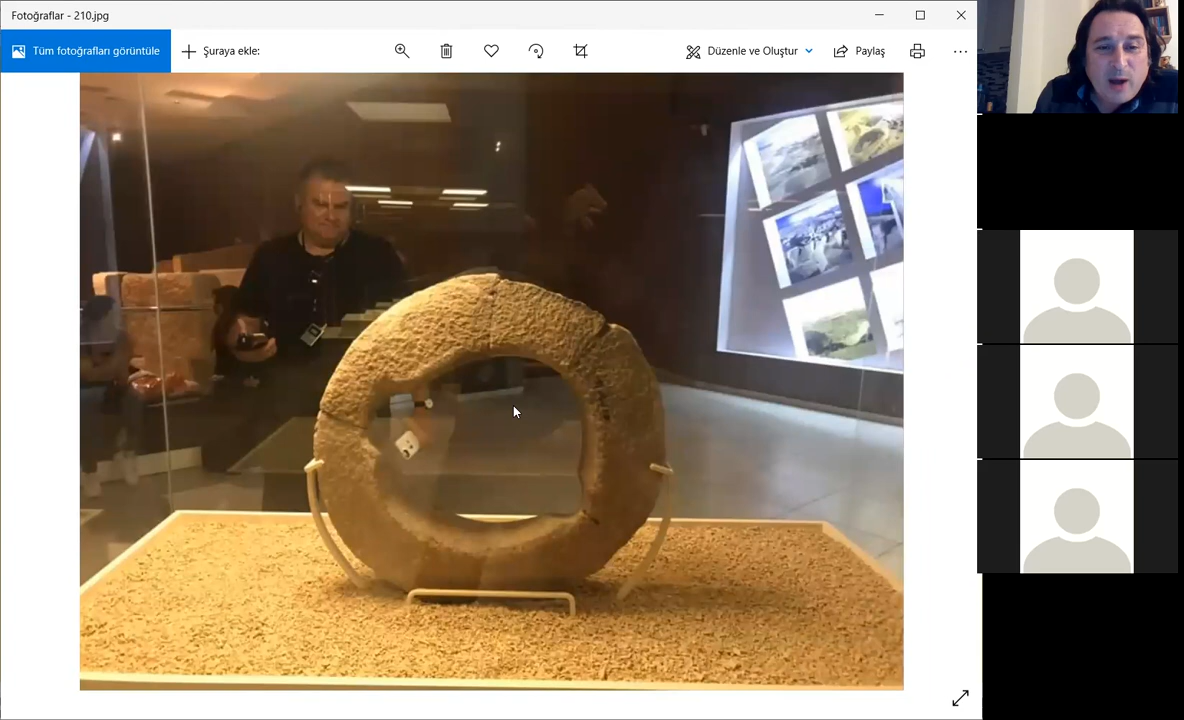 Fotoğraflar - 210.jpg
Tüm fotoğrafları görüntüle
Şuraya ekle:
Düzenle ve Oluştur
Paylaş